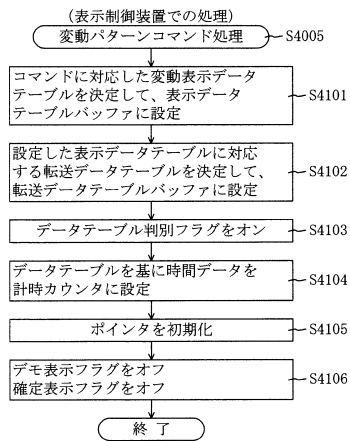 (表示制御装置での処理)
変動パターンコマンド処理
S4005
コマンドに対応した変動表示データ
テーブルを決定して、表示データ
テーブルバッファに設定
S4101
設定した表示データテーブルに対応
する転送データテーブルを決定して、
転送データテーブルバッファに設定
S4102
データテーブル判別フラグをオン
S4103
データテーブルを基に時間データを
計時カウンタに設定
S4104
ポインタを初期化
S4105
デモ表示フラグをオフ
確定表示フラグをオフ
S4106
終了